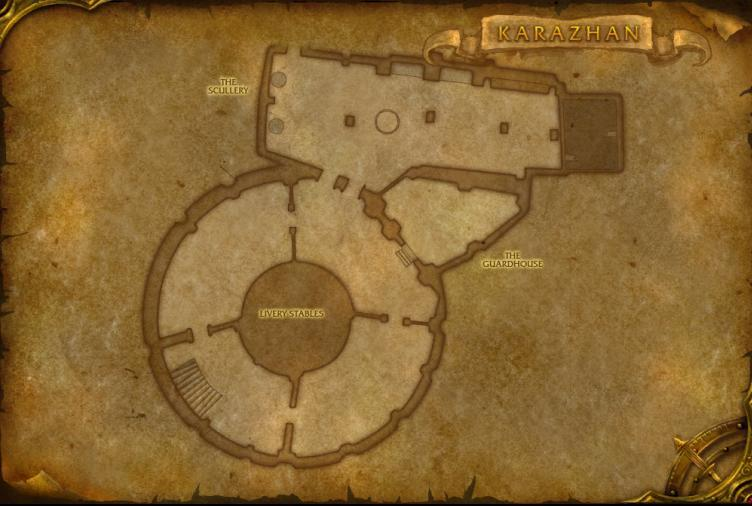 KARAZHAN
THE
SCULLERY
THE
GUARDHOUSE
LIVERY STABLES